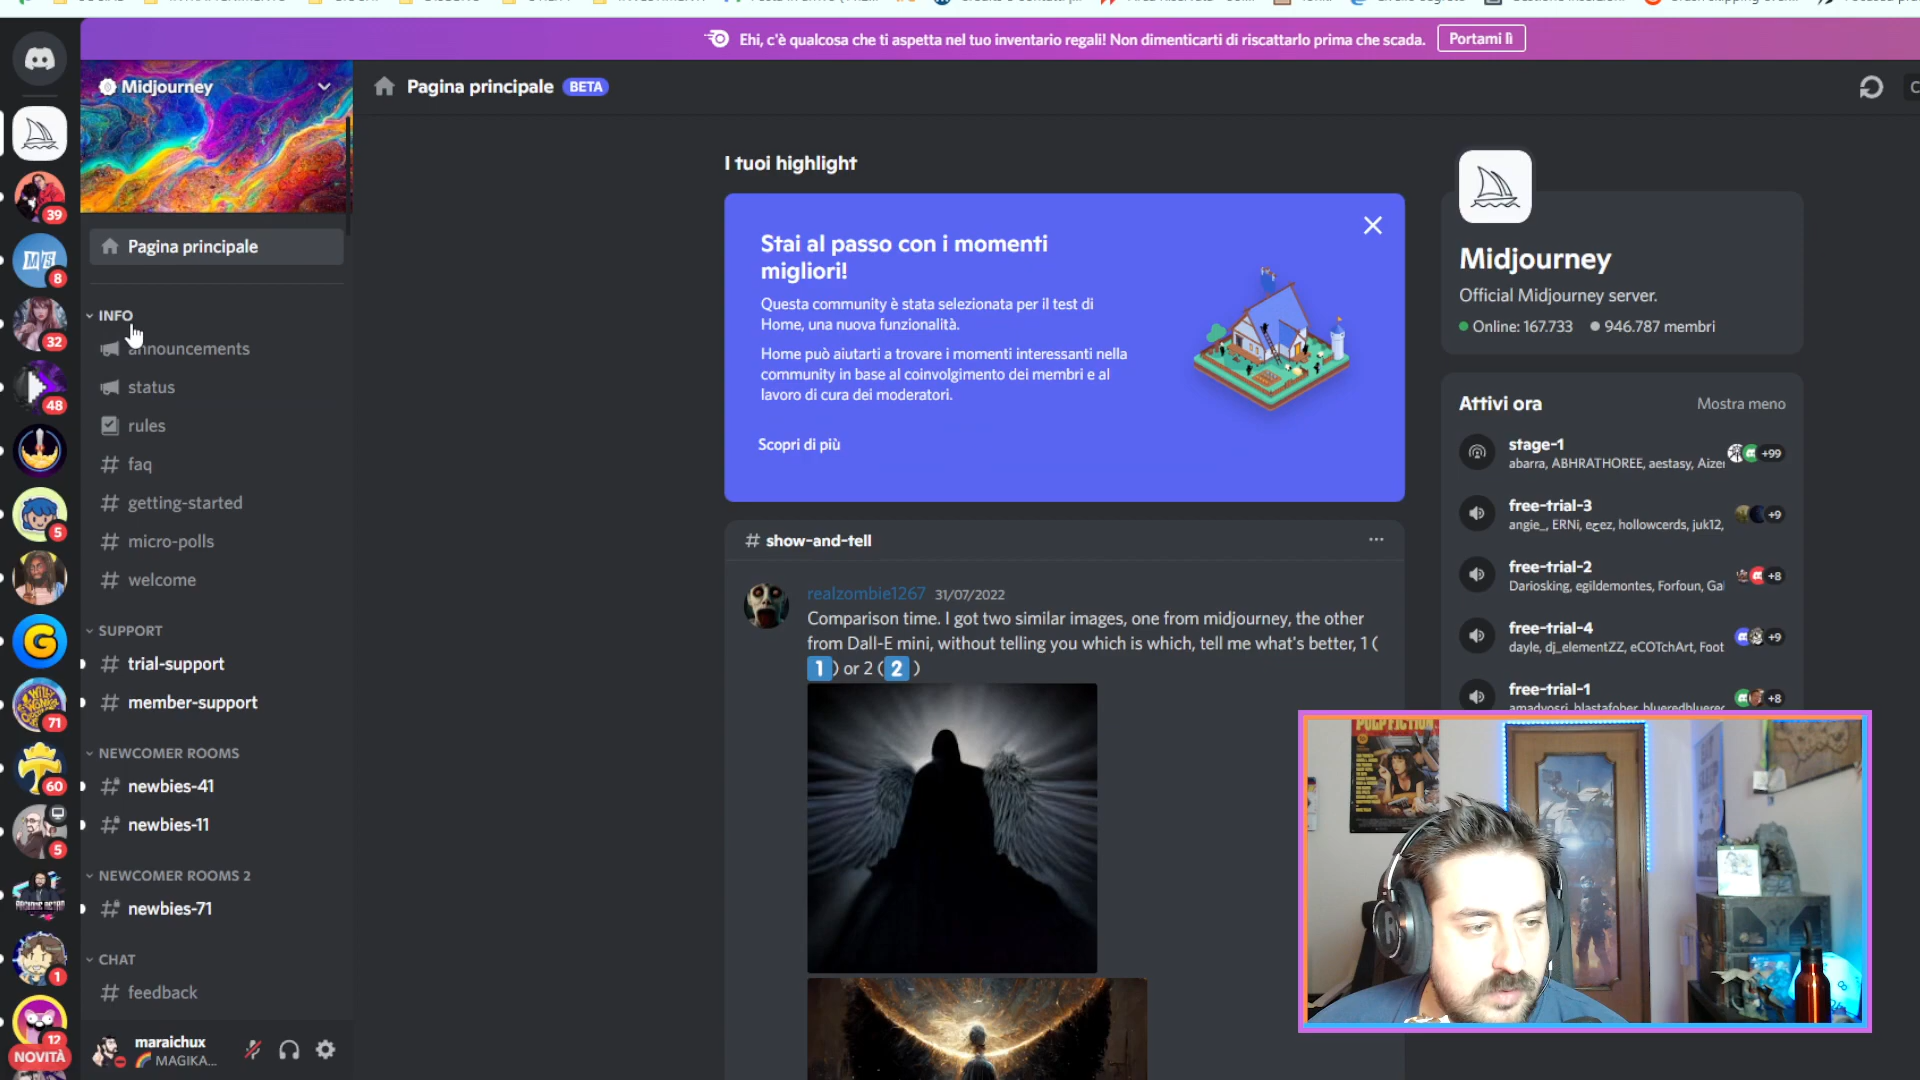 Ehi, c'è qualcosa che ti aspetta nel tuo inventario regali! Non dimenticarti di riscattarlo prima che scada.
Portami lì
Midjourney
Pagina principale
BETA
39
8
32
48
5
71
60
5
1
12
NOVITÀ
Pagina principale
INFO
announcements
status
rules
# faq
# getting-started
# micro-polls
# welcome
SUPPORT
# trial-support
# member-support
NEWCOMER ROOMS
# newbies-41
# newbies-11
NEWCOMER ROOMS 2
# newbies-71
CHAT
# feedback
maraichux
MAGIKA...
I tuoi highlight
Stai al passo con i momenti
migliori!
Questa community è stata selezionata per il test di
Home, una nuova funzionalità.
Home può aiutarti a trovare i momenti interessanti nella
community in base al coinvolgimento dei membri e al
lavoro di cura dei moderatori.
Scopri di più
# show-and-tell
realzombie1267 31/07/2022
Comparison time. I got two similar images, one from midjourney, the other
from Dall-E mini, without telling you which is which, tell me what's better, 1 (
1 ) or 2 ( 2 )
Midjourney
Official Midjourney server.
Online: 167.733 946.787 membri
Attivi ora
Mostra meno
stage-1
abarra, ABHRATHOREE, aestasy, Aizer
+99
free-trial-3
angie_, ERNi, eçez, hollowcerds, juk12,
+9
free-trial-2
Dariosking, egildemontes, Forfoun, Ga
+8
free-trial-4
dayle, dj_elementZZ, eCOTchArt, Foot
+9
free-trial-1
+8
PULP FICTION